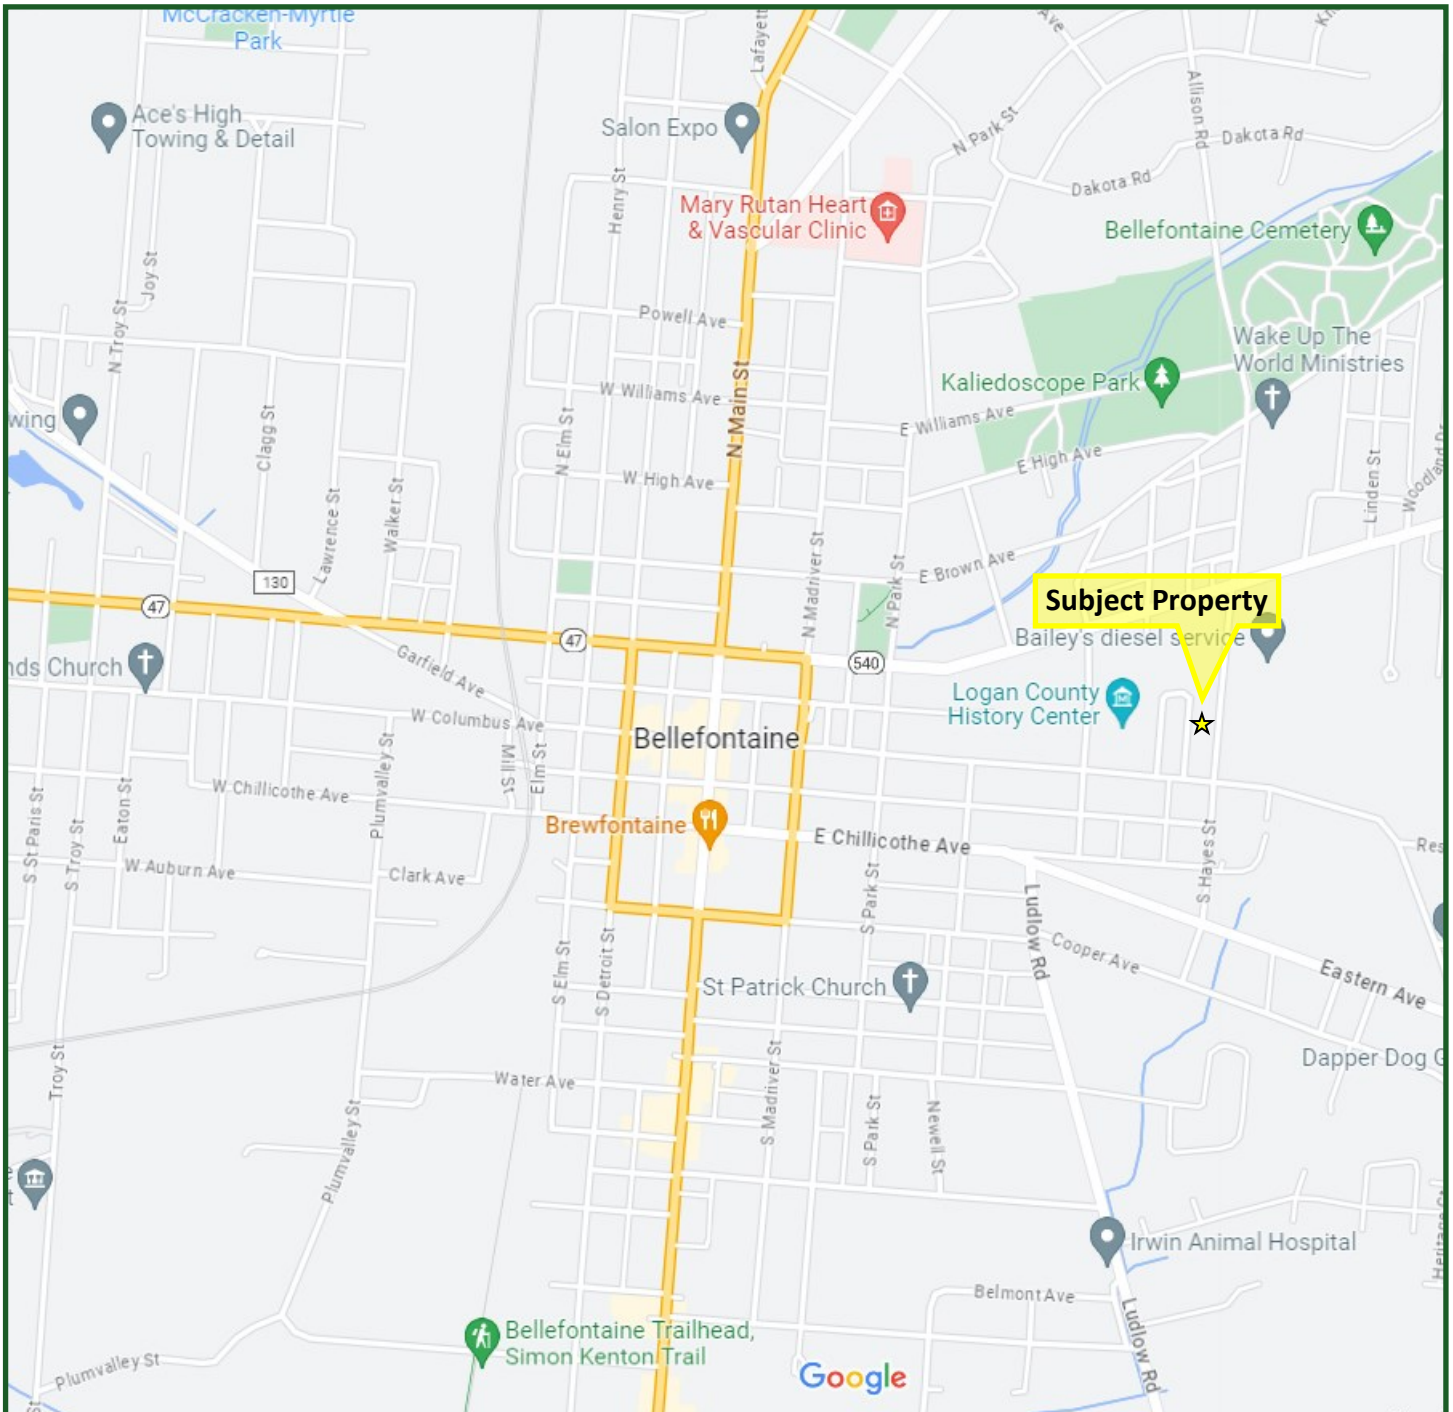 McCracken-Myrtle
Park
Lafayett
Ave
Ace's High
Towing & Detail
Salon Expo
N Park St
Allison Rd
Dakota Rd
Dakota Rd
Henry St
Mary Rutan Heart
& Vascular Clinic
Bellefontaine Cemetery
Joy St
N Troy St
Powell Ave
Wake Up The
World Ministries
Kaliedoscope Park
W Williams Ave
N Main St
E Williams Ave
wing
Clagg St
N Elm St
W High Ave
E High Ave
Linden St
Woodland Dr
Lawrence St
Walker St
N Madriver St
N Park St
E Brown Ave
130
47
47
Subject Property
Bailey's diesel service
540
nds Church
Garfield Ave
Logan County
History Center
W Columbus Ave
Bellefontaine
Mill St
Elm St
Plumvalley St
W Chillicothe Ave
Brewfontaine
E Chillicothe Ave
S St Paris St
S Troy St
Eaton St
W Auburn Ave
Clark Ave
S Park St
S Hayes St
Res
Ludlow Rd
Cooper Ave
Eastern Ave
S Elm St
S Detroit St
St Patrick Church
Troy St
Water Ave
S Madriver St
Dapper Dog G
Plumvalley St
S Park St
Newell St
e
t
Irwin Animal Hospital
Heritage Ct
Belmont Ave
Bellefontaine Trailhead,
Simon Kenton Trail
Ludlow Rd
Plumvalley St
Google
St